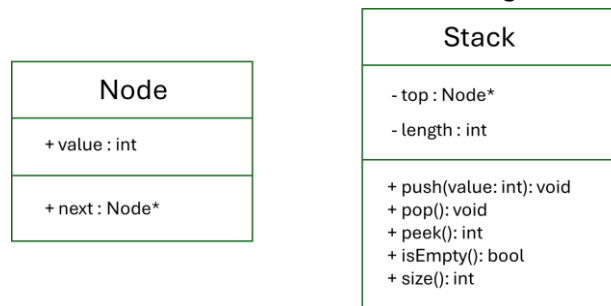 Node
+ value : int
+ next : Node*
Stack
- top : Node*
- length : int
+ push(value: int): void
+ pop(): void
+ peek(): int
+ isEmpty(): bool
+ size(): int